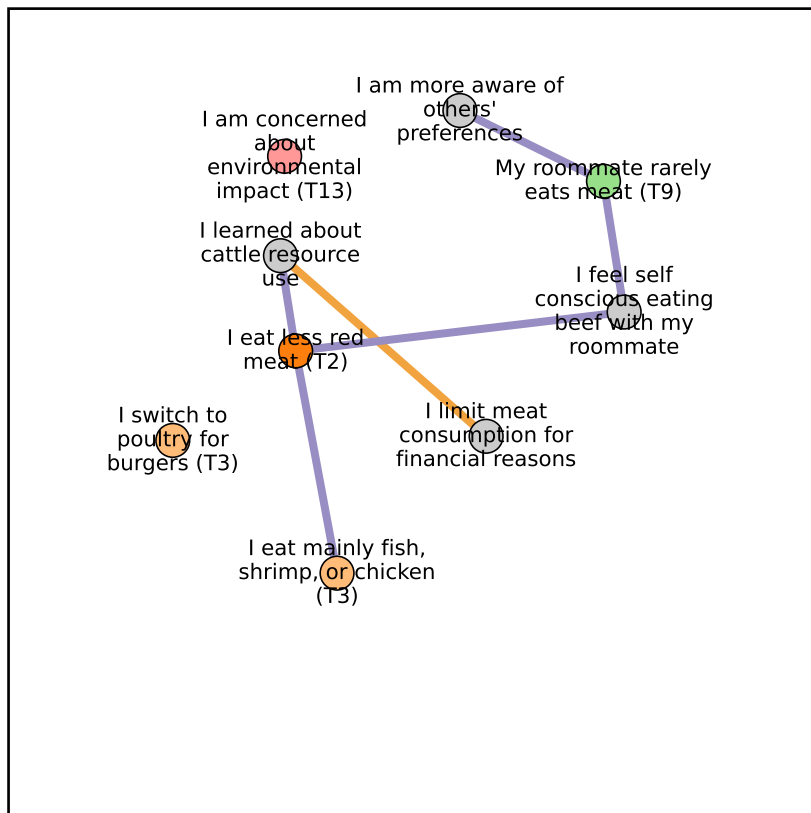 I am more aware of
others'
preferences
I am concerned
about
environmental
impact (T13)
My roommate rarely
eats meat (T9)
I learned about
cattle resource
use
I feel self
conscious eating
beef with my
roommate
I eat less red
meat (T2)
I limit meat
consumption for
financial reasons
I switch to
poultry for
burgers (T3)
I eat mainly fish,
shrimp, or chicken
(T3)